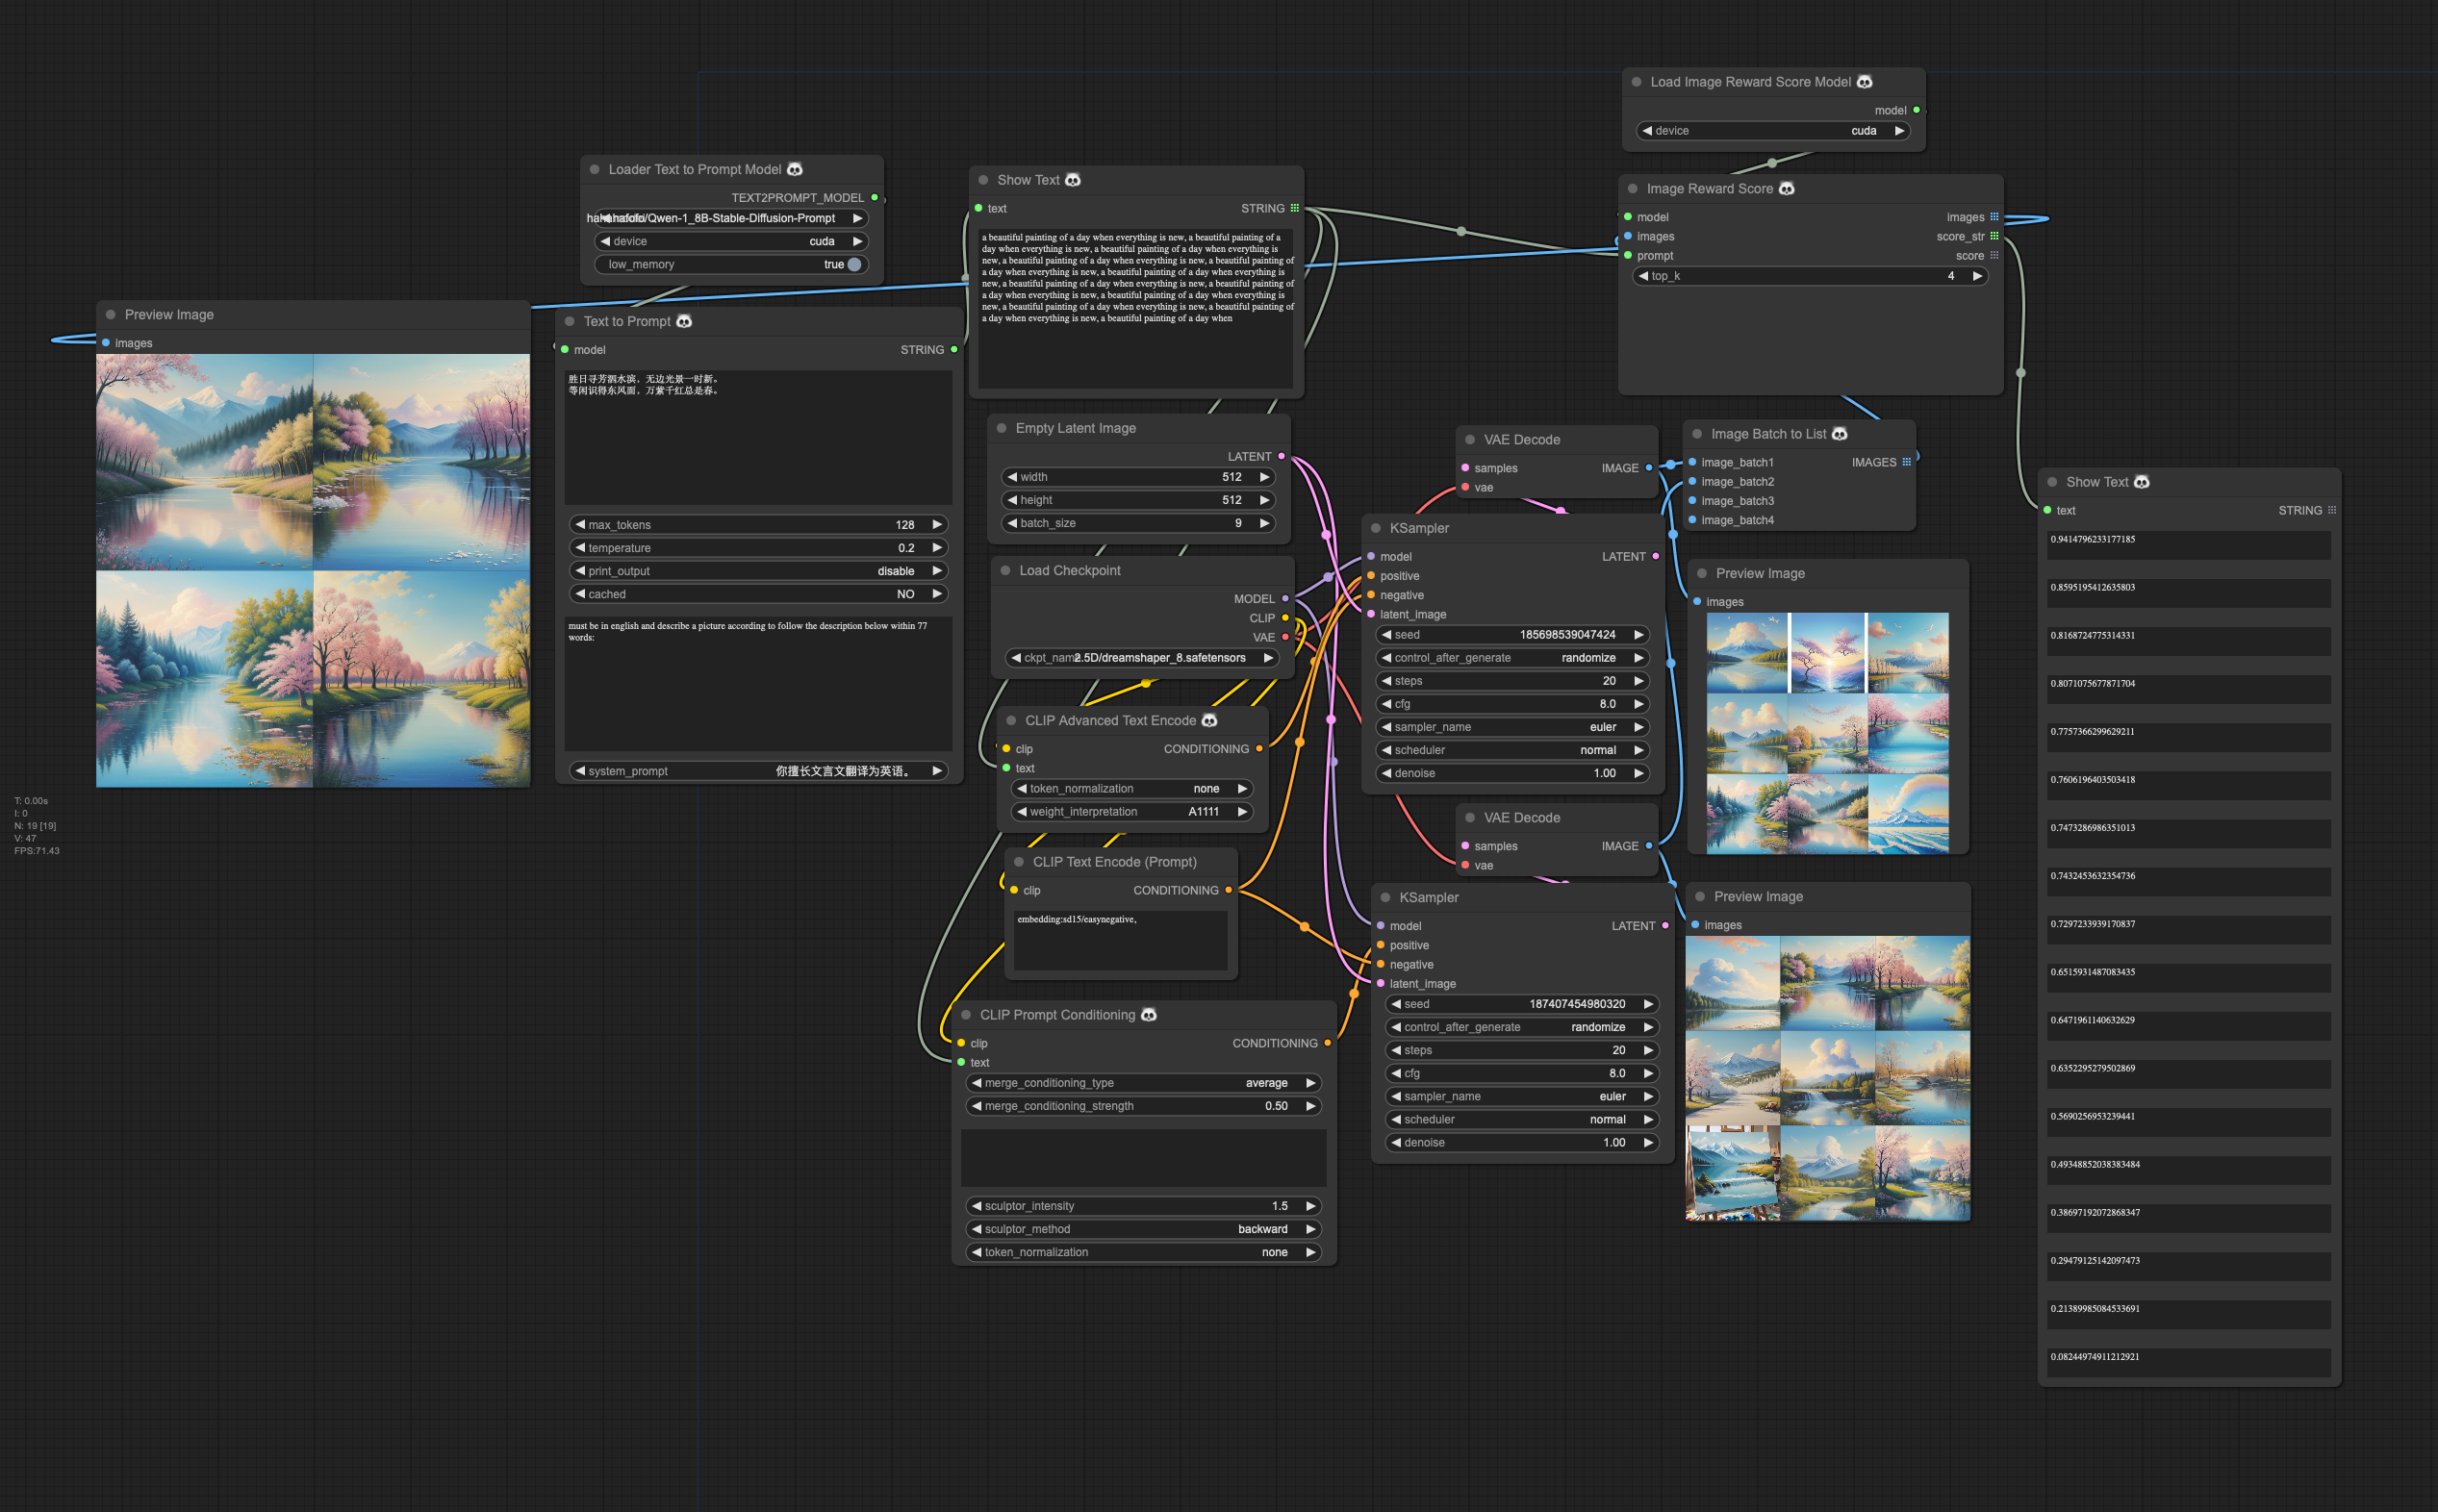 Load Image Reward Score Model 🐼
model
device cuda
Loader Text to Prompt Model 🐼
TEXT2PROMPT_MODEL
/Qwen-1_8B-Stable-Diffusion-Prompt
device cuda
low_memory true
Show Text 🐼
text STRING
a beautiful painting of a day when everything is new, a beautiful painting of a
day when everything is new, a beautiful painting of a day when everything is
new, a beautiful painting of a day when everything is new, a beautiful painting of
a day when everything is new, a beautiful painting of a day when everything is
new, a beautiful painting of a day when everything is new, a beautiful painting of
a day when everything is new, a beautiful painting of a day when everything is
new, a beautiful painting of a day when everything is new, a beautiful painting of
a day when everything is new, a beautiful painting of a day when
Image Reward Score 🐼
model images
images score_str
prompt score
top_k 4
Preview Image
images
Text to Prompt 🐼
model STRING
胜日寻芳泗水滨，无边光景一时新。
等闲识得东风面，万紫千红总是春。
max_tokens 128
temperature 0.2
print_output disable
cached NO
must be in english and describe a picture according to follow the description below within 77
words:
system_prompt 你擅长文言文翻译为英语。
T: 0.00s
I: 0
N: 19 [19]
V: 47
FPS:71.43
Empty Latent Image
LATENT
width 512
height 512
batch_size 9
Load Checkpoint
MODEL
CLIP
VAE
ckpt_name 2.5D/dreamshaper_8.safetensors
CLIP Advanced Text Encode 🐼
clip CONDITIONING
text
token_normalization none
weight_interpretation A1111
CLIP Text Encode (Prompt)
clip CONDITIONING
embedding:sd15/easynegative,
CLIP Prompt Conditioning 🐼
clip CONDITIONING
text
merge_conditioning_type average
merge_conditioning_strength 0.50
sculptor_intensity 1.5
sculptor_method backward
token_normalization none
VAE Decode
samples IMAGE
vae
KSampler
model LATENT
positive
negative
latent_image
seed 185698539047424
control_after_generate randomize
steps 20
cfg 8.0
sampler_name euler
scheduler normal
denoise 1.00
VAE Decode
samples IMAGE
vae
KSampler
model LATENT
positive
negative
latent_image
seed 187407454980320
control_after_generate randomize
steps 20
cfg 8.0
sampler_name euler
scheduler normal
denoise 1.00
Image Batch to List 🐼
image_batch1 IMAGES
image_batch2
image_batch3
image_batch4
Preview Image
images
Preview Image
images
Show Text 🐼
text STRING
0.9414796233177185
0.8595195412635803
0.8168724775314331
0.8071075677871704
0.7757366299629211
0.7606196403503418
0.7473286986351013
0.7432453632354736
0.7297233939170837
0.6515931487083435
0.6471961140632629
0.6352295279502869
0.5690256953239441
0.49348852038383484
0.38697192072868347
0.29479125142097473
0.21389985084533691
0.08244974911212921